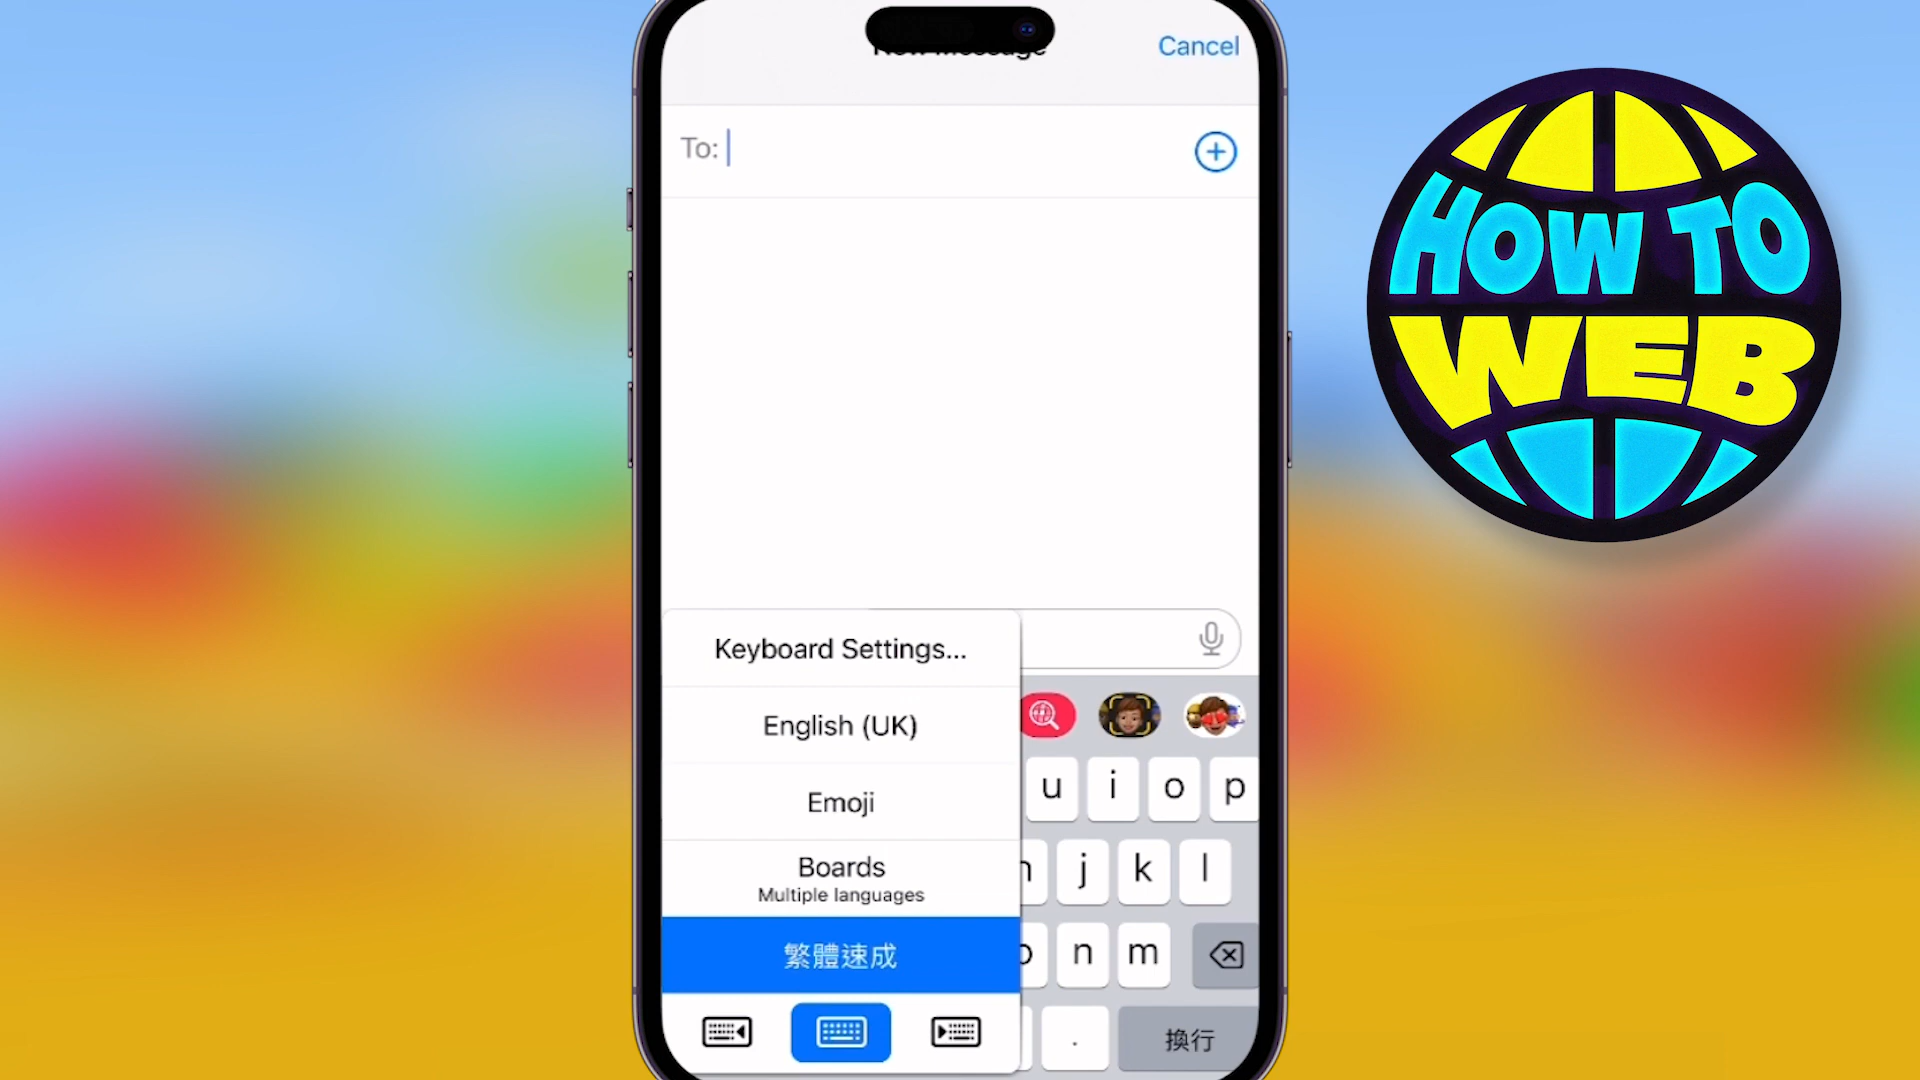 Cancel
To:
HOW TO
WEB
Keyboard Settings...
English (UK)
Emoji
Boards
Multiple languages
繁體速成
u i o p
j k l
n m
.
換行